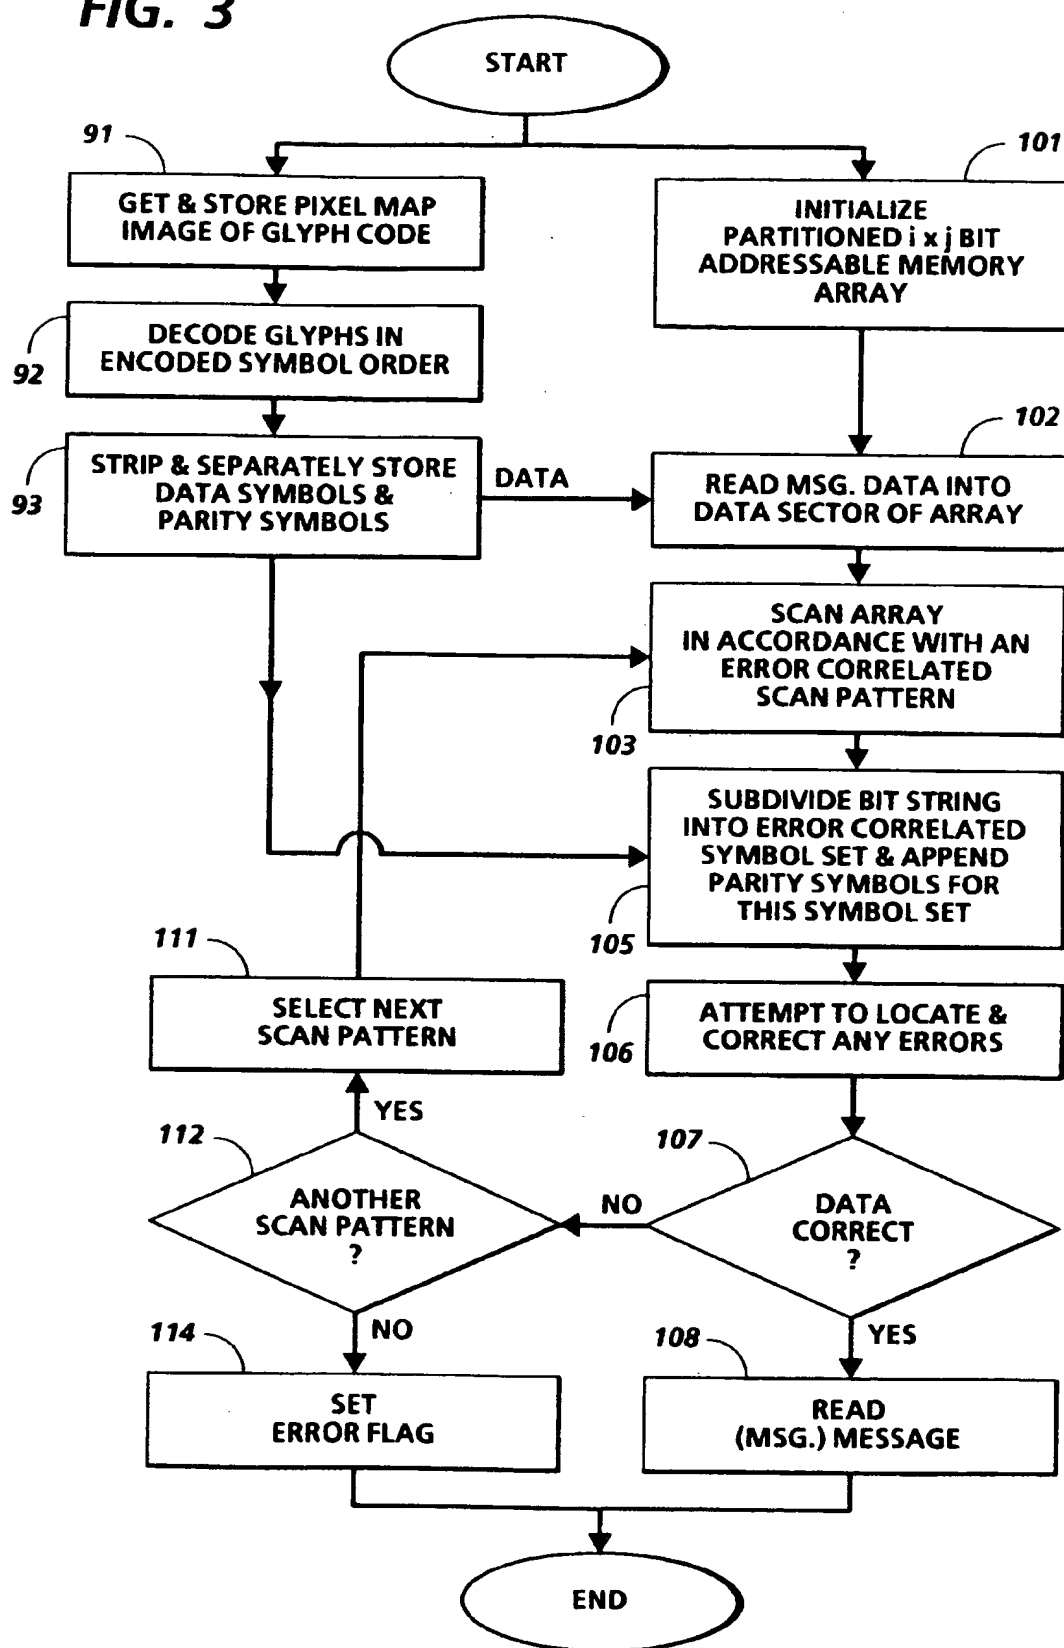 FIG. 3
START
91
GET & STORE PIXEL MAP
IMAGE OF GLYPH CODE
101
INITIALIZE
PARTITIONED i x j BIT
ADDRESSABLE MEMORY
ARRAY
92
DECODE GLYPHS IN
ENCODED SYMBOL ORDER
93
STRIP & SEPARATELY STORE
DATA SYMBOLS &
PARITY SYMBOLS
DATA
102
READ MSG. DATA INTO
DATA SECTOR OF ARRAY
SCAN ARRAY
IN ACCORDANCE WITH AN
ERROR CORRELATED
SCAN PATTERN
103
SUBDIVIDE BIT STRING
INTO ERROR CORRELATED
SYMBOL SET & APPEND
PARITY SYMBOLS FOR
THIS SYMBOL SET
105
111
SELECT NEXT
SCAN PATTERN
ATTEMPT TO LOCATE &
CORRECT ANY ERRORS
106
YES
112
ANOTHER
SCAN PATTERN
?
NO
107
DATA
CORRECT
?
NO
YES
114
SET
ERROR FLAG
108
READ
(MSG.) MESSAGE
END